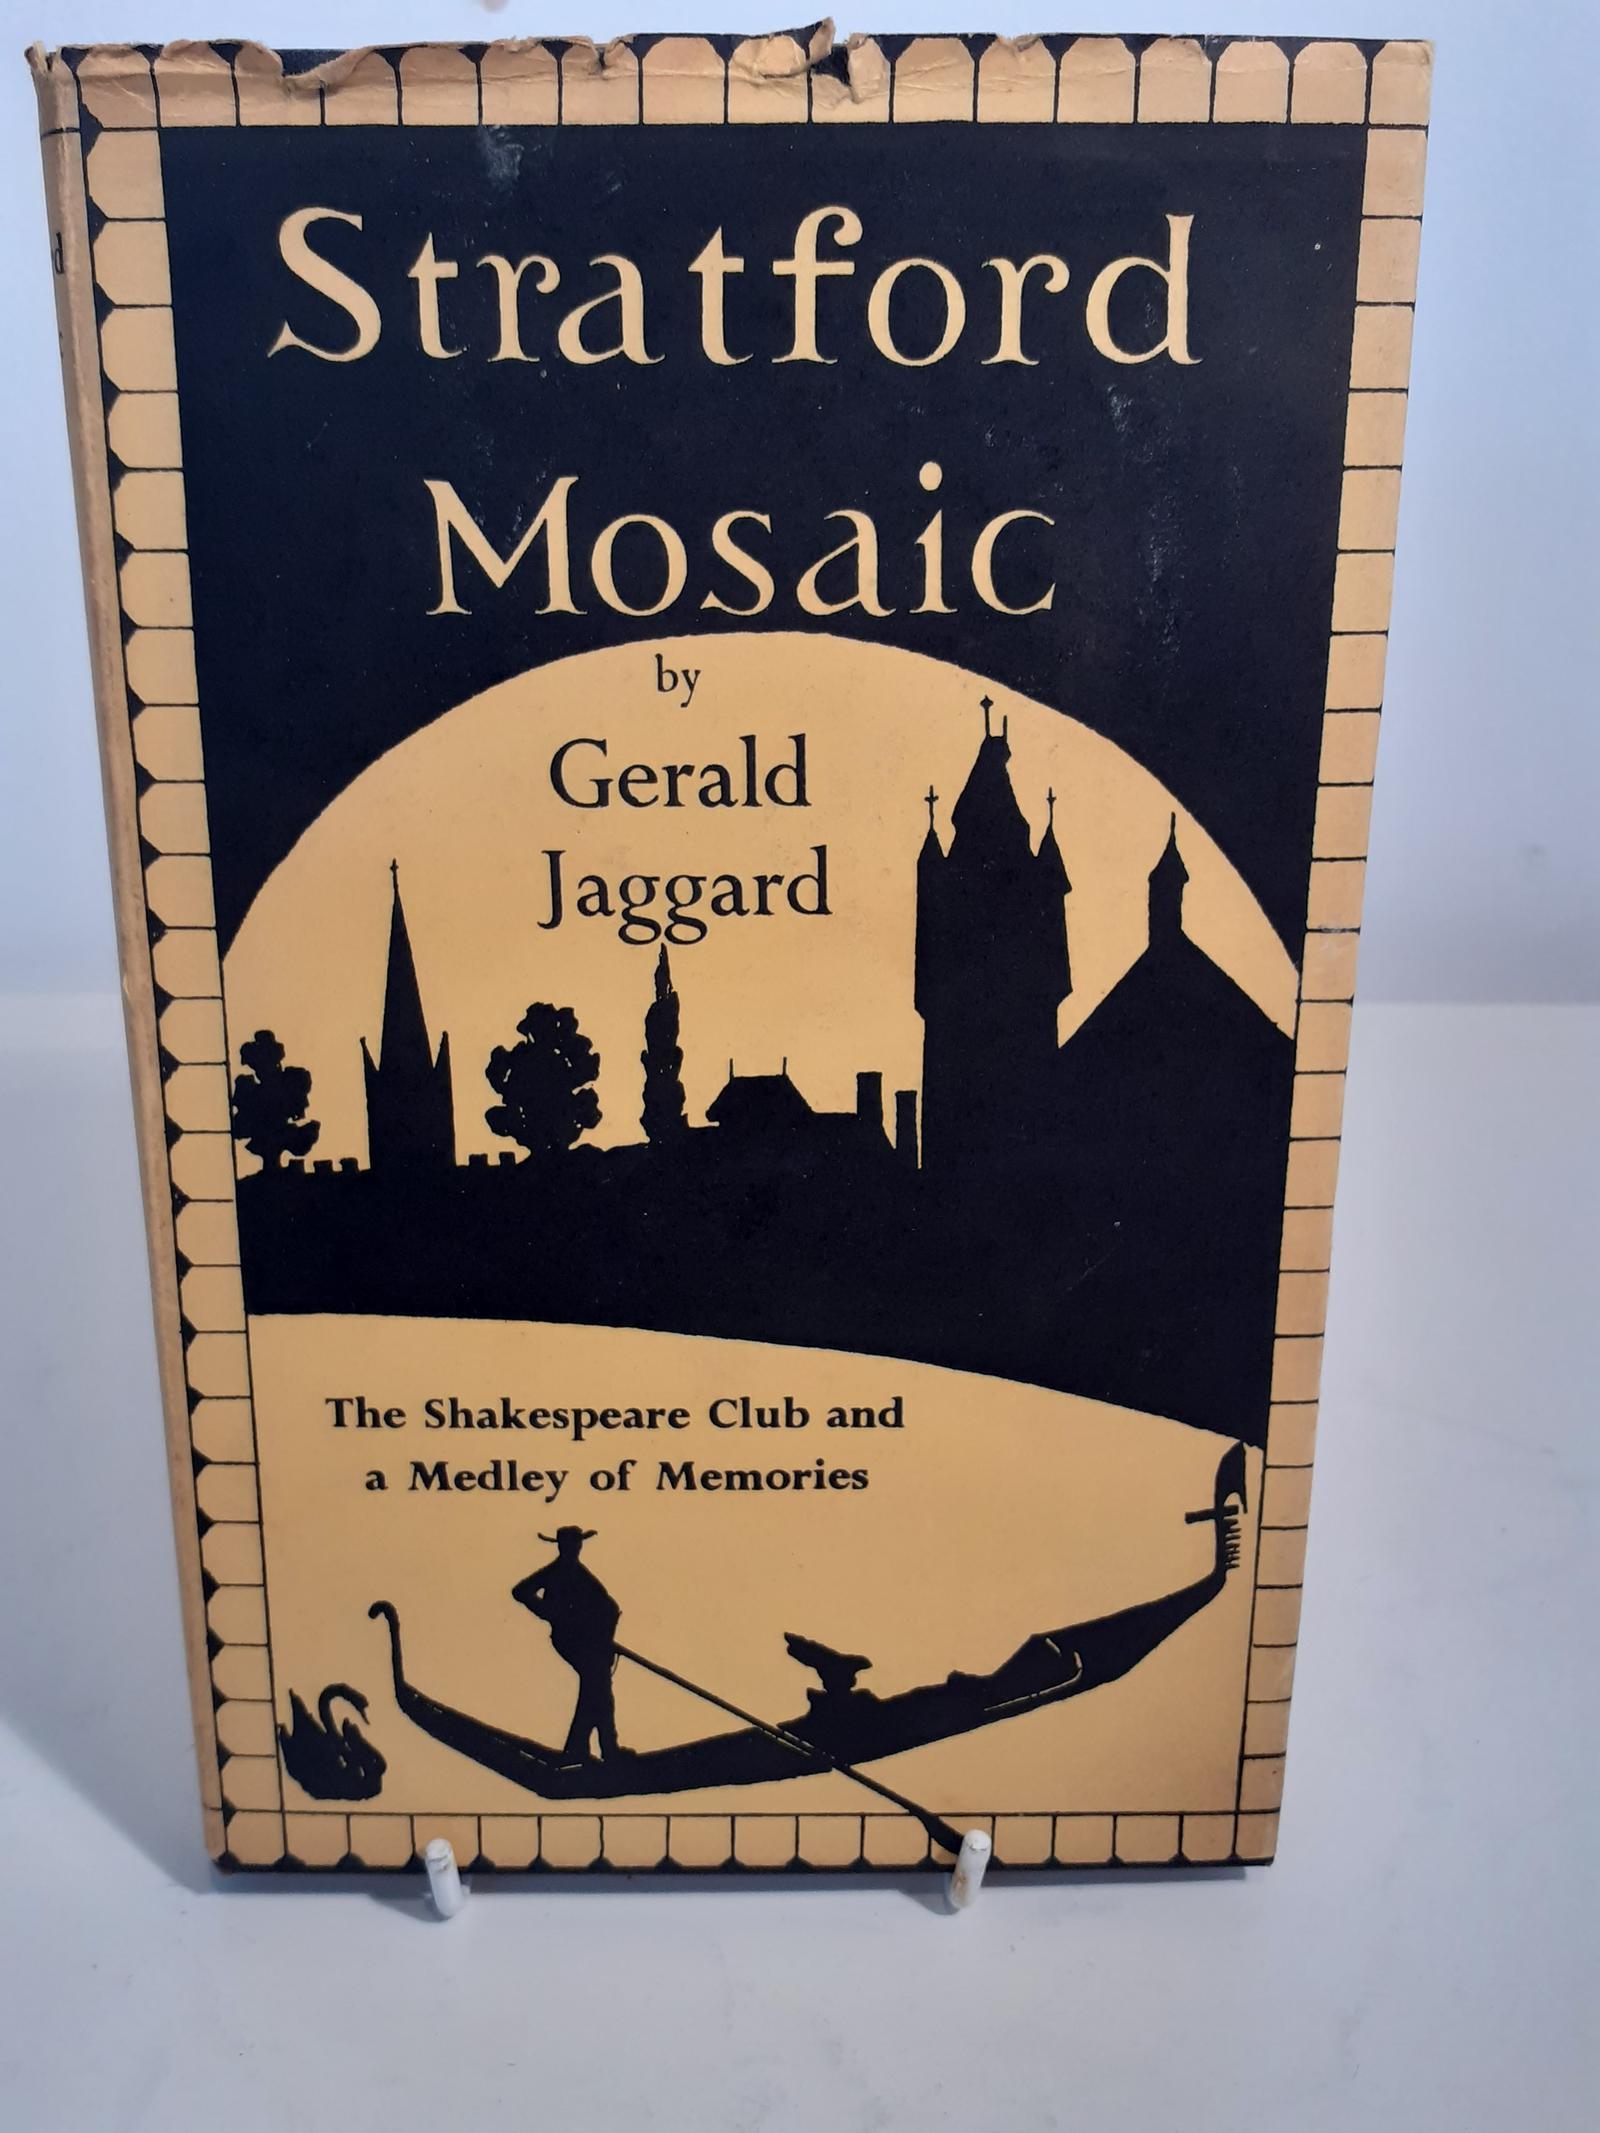 Stratford
Mosaic
by
Gerald
Jaggard
The Shakespeare Club and
a Medley of Memories